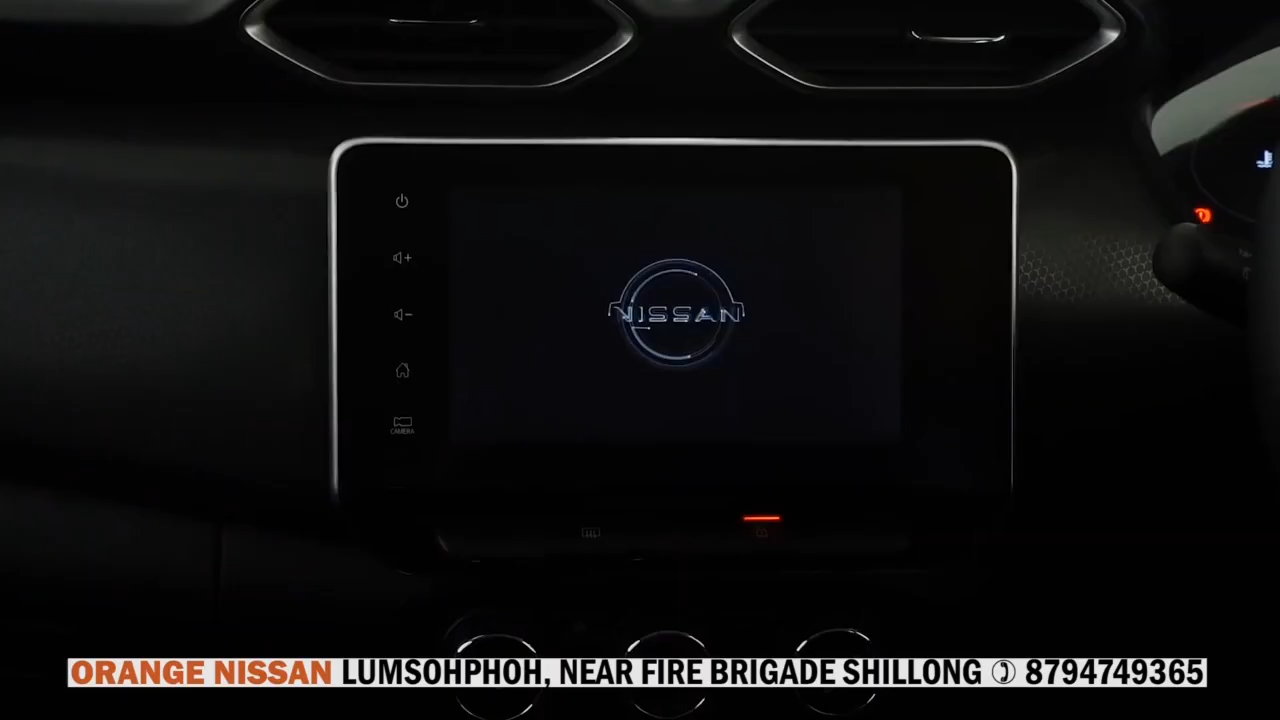 NISSAN
CAMERA
ORANGE NISSAN LUMSOHPHOH, NEAR FIRE BRIGADE SHILLONG ✆ 8794749365